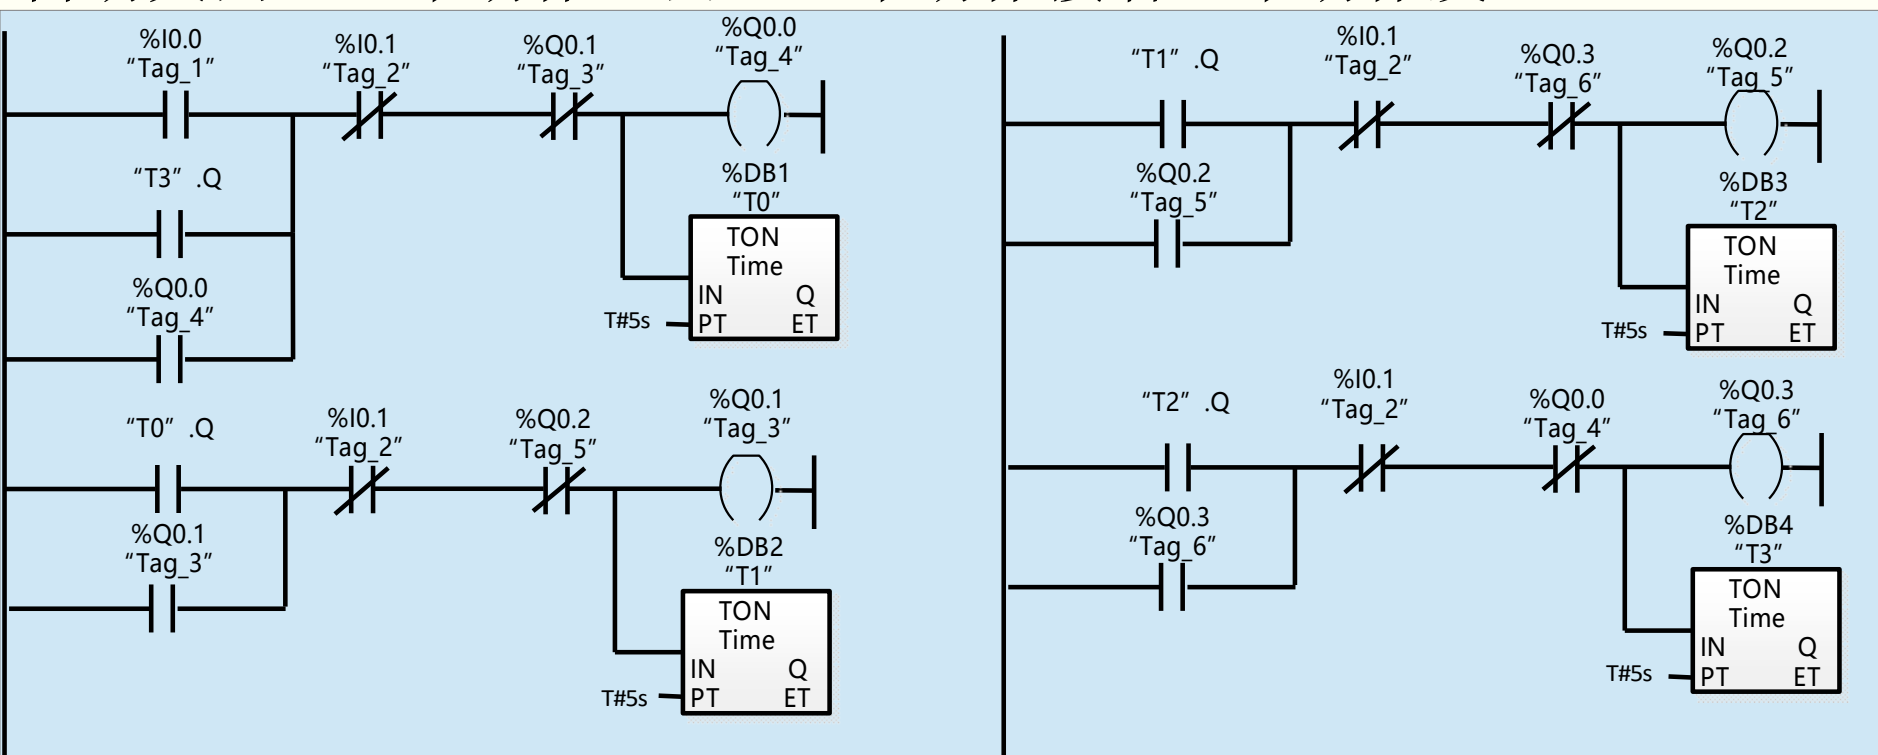 %I0.0
“Tag_1”
%I0.1
“Tag_2”
%Q0.1
“Tag_3”
%Q0.0
“Tag_4”
“T3” .Q
%Q0.0
“Tag_4”
%DB1
“T0”
TON
Time
IN Q
T#5s PT ET
“T0” .Q
%I0.1
“Tag_2”
%Q0.2
“Tag_5”
%Q0.1
“Tag_3”
%Q0.1
“Tag_3”
%DB2
“T1”
TON
Time
IN Q
T#5s PT ET
“T1” .Q
%I0.1
“Tag_2”
%Q0.3
“Tag_6”
%Q0.2
“Tag_5”
%Q0.2
“Tag_5”
%DB3
“T2”
TON
Time
IN Q
T#5s PT ET
“T2” .Q
%I0.1
“Tag_2”
%Q0.0
“Tag_4”
%Q0.3
“Tag_6”
%Q0.3
“Tag_6”
%DB4
“T3”
TON
Time
IN Q
T#5s PT ET